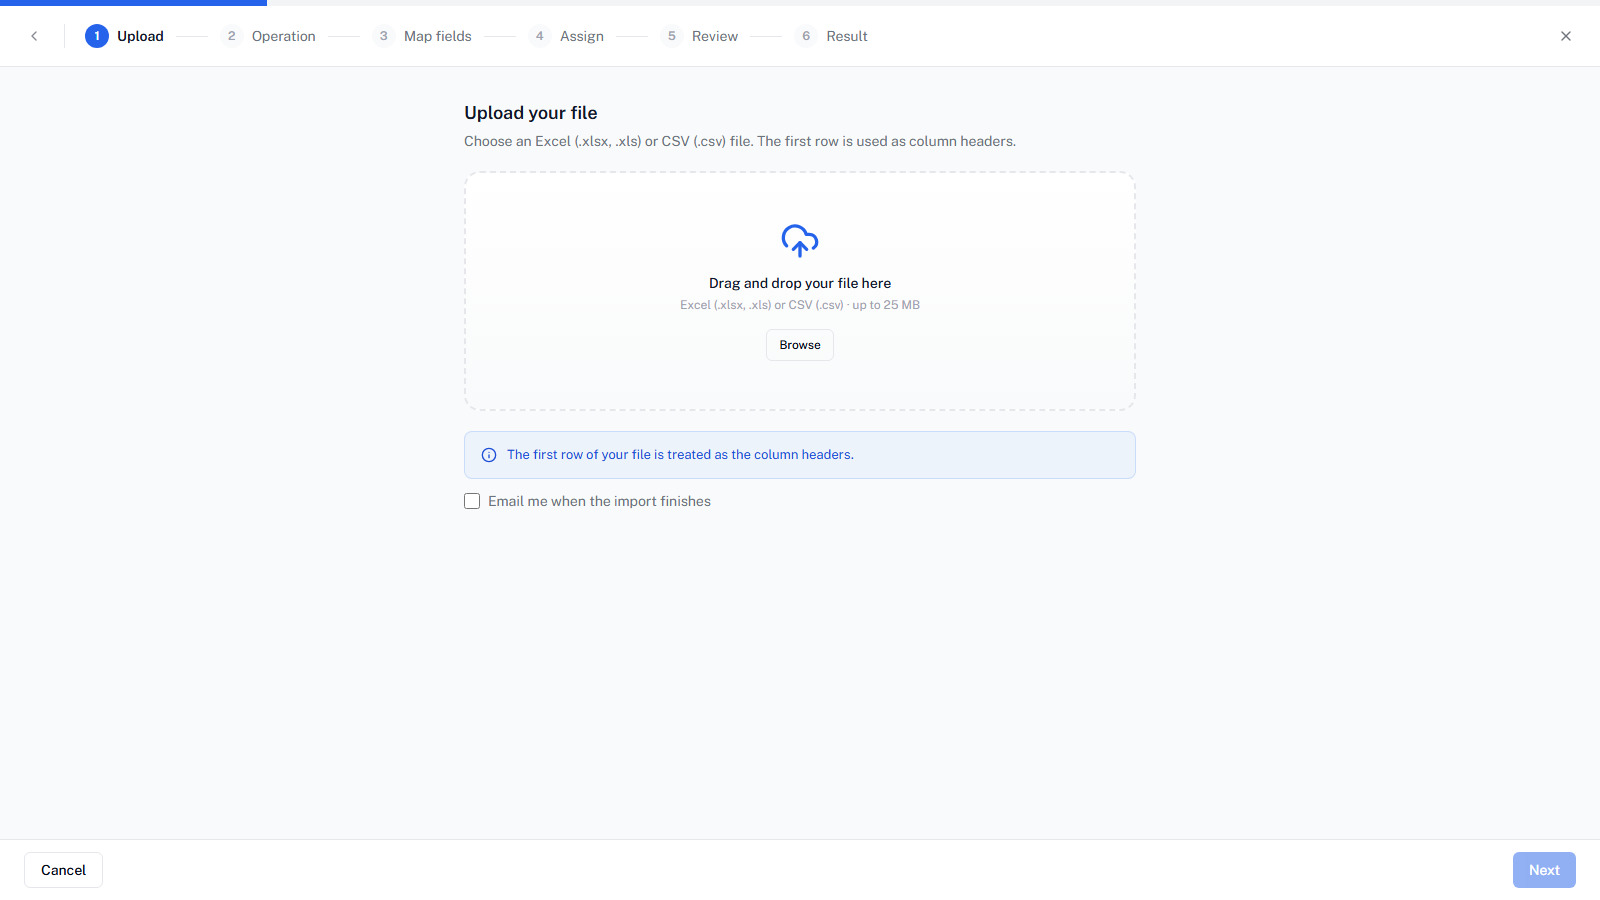 1 Upload 2 Operation 3 Map fields 4 Assign 5 Review 6 Result
Upload your file
Choose an Excel (.xlsx, .xls) or CSV (.csv) file. The first row is used as column headers.
Drag and drop your file here
Excel (.xlsx, .xls) or CSV (.csv) · up to 25 MB
Browse
The first row of your file is treated as the column headers.
Email me when the import finishes
Cancel Next